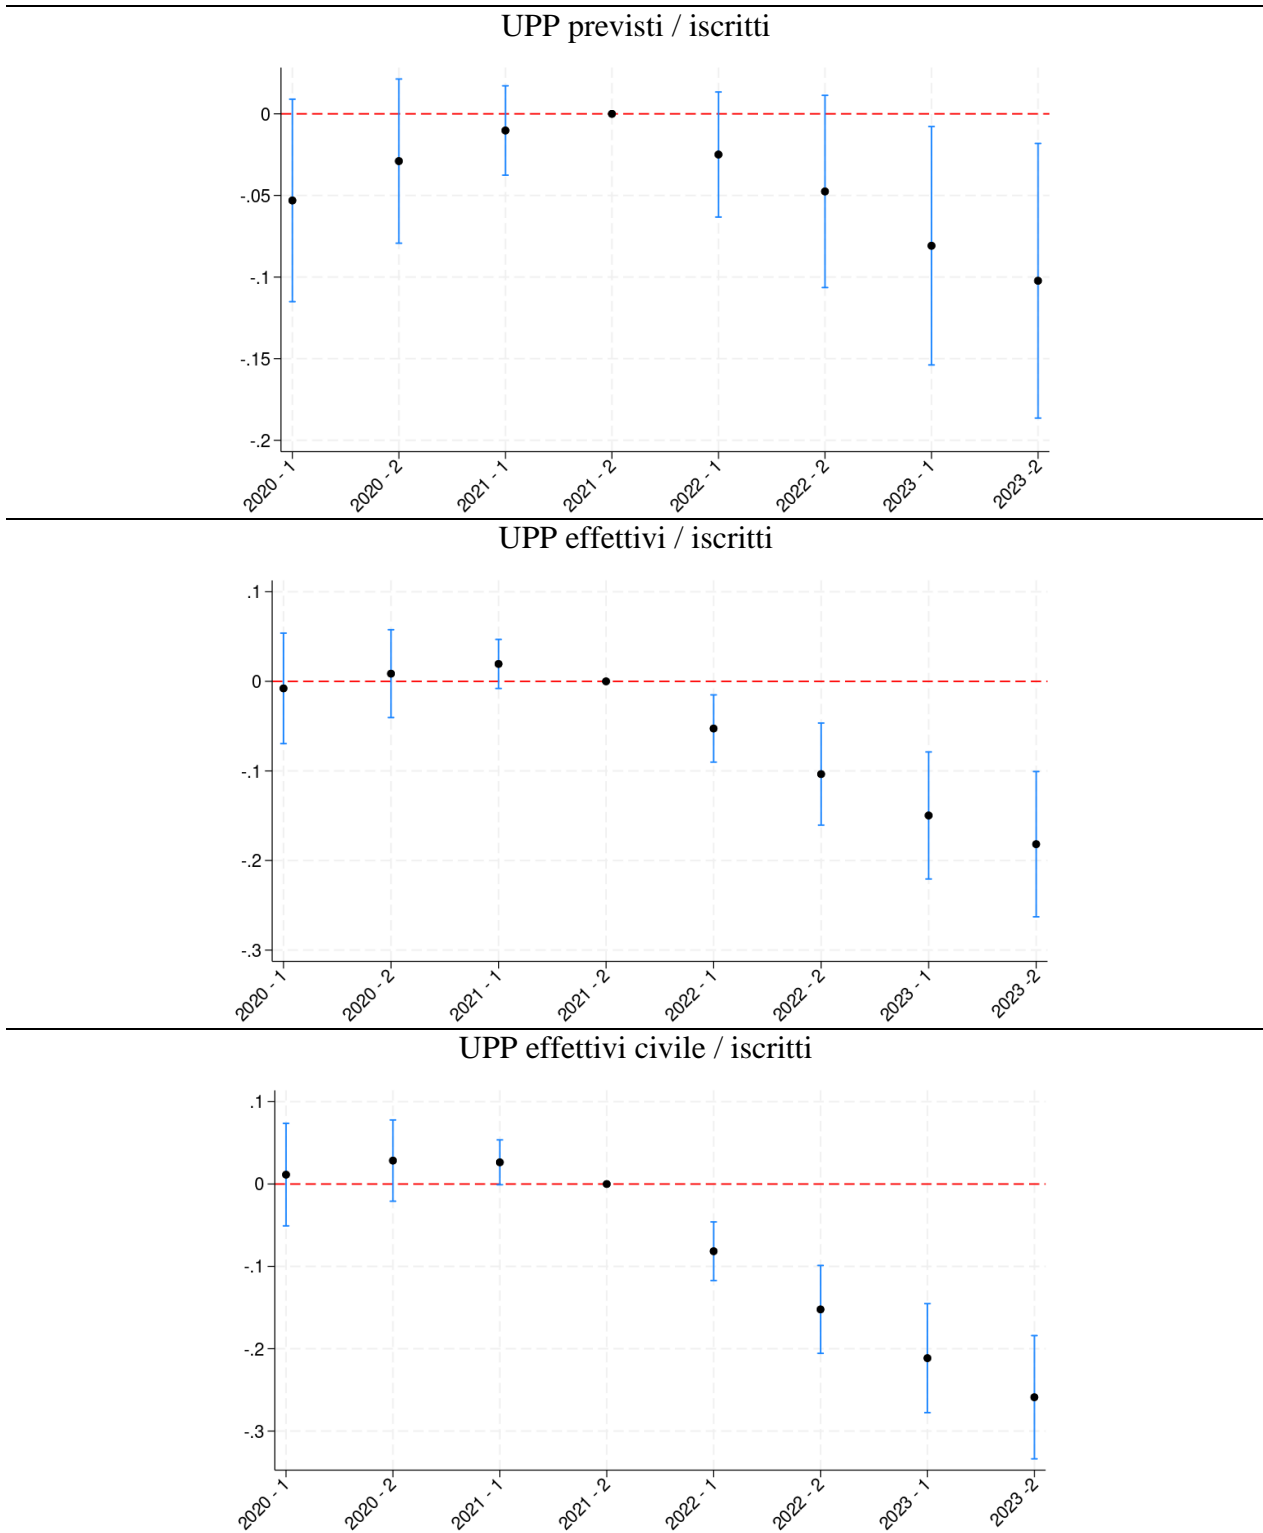 UPP previsti / iscritti
0
-.05
-.1
-.15
-.2
2020 - 1
2020 - 2
2021 - 1
2021 - 2
2022 - 1
2022 - 2
2023 - 1
2023 -2
UPP effettivi / iscritti
.1
0
-.1
-.2
-.3
2020 - 1
2020 - 2
2021 - 1
2021 - 2
2022 - 1
2022 - 2
2023 - 1
2023 -2
UPP effettivi civile / iscritti
.1
0
-.1
-.2
-.3
2020 - 1
2020 - 2
2021 - 1
2021 - 2
2022 - 1
2022 - 2
2023 - 1
2023 -2